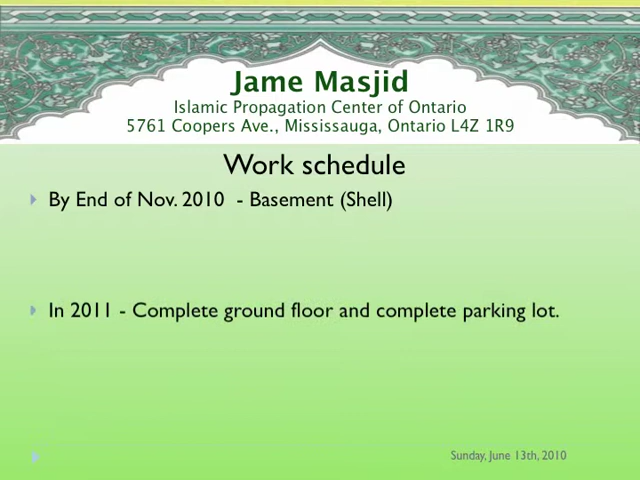 Jame Masjid
Islamic Propagation Center of Ontario
5761 Coopers Ave., Mississauga, Ontario L4Z 1R9
Work schedule
By End of Nov. 2010 - Basement (Shell)
In 2011 - Complete ground floor and complete parking lot.
Sunday, June 13th, 2010